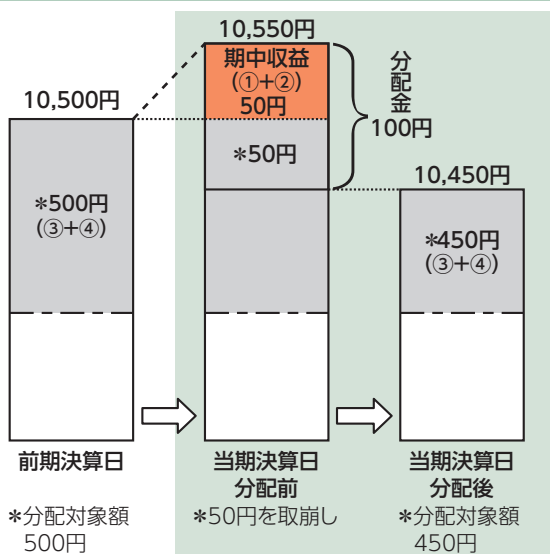 10,550円
期中収益
(①+②)
50円
分配金
100円
10,500円
*50円
10,450円
*500円
(③+④)
*450円
(③+④)
前期決算日
当期決算日
分配前
当期決算日
分配後
*分配対象額
500円
*50円を取崩し
*分配対象額
450円